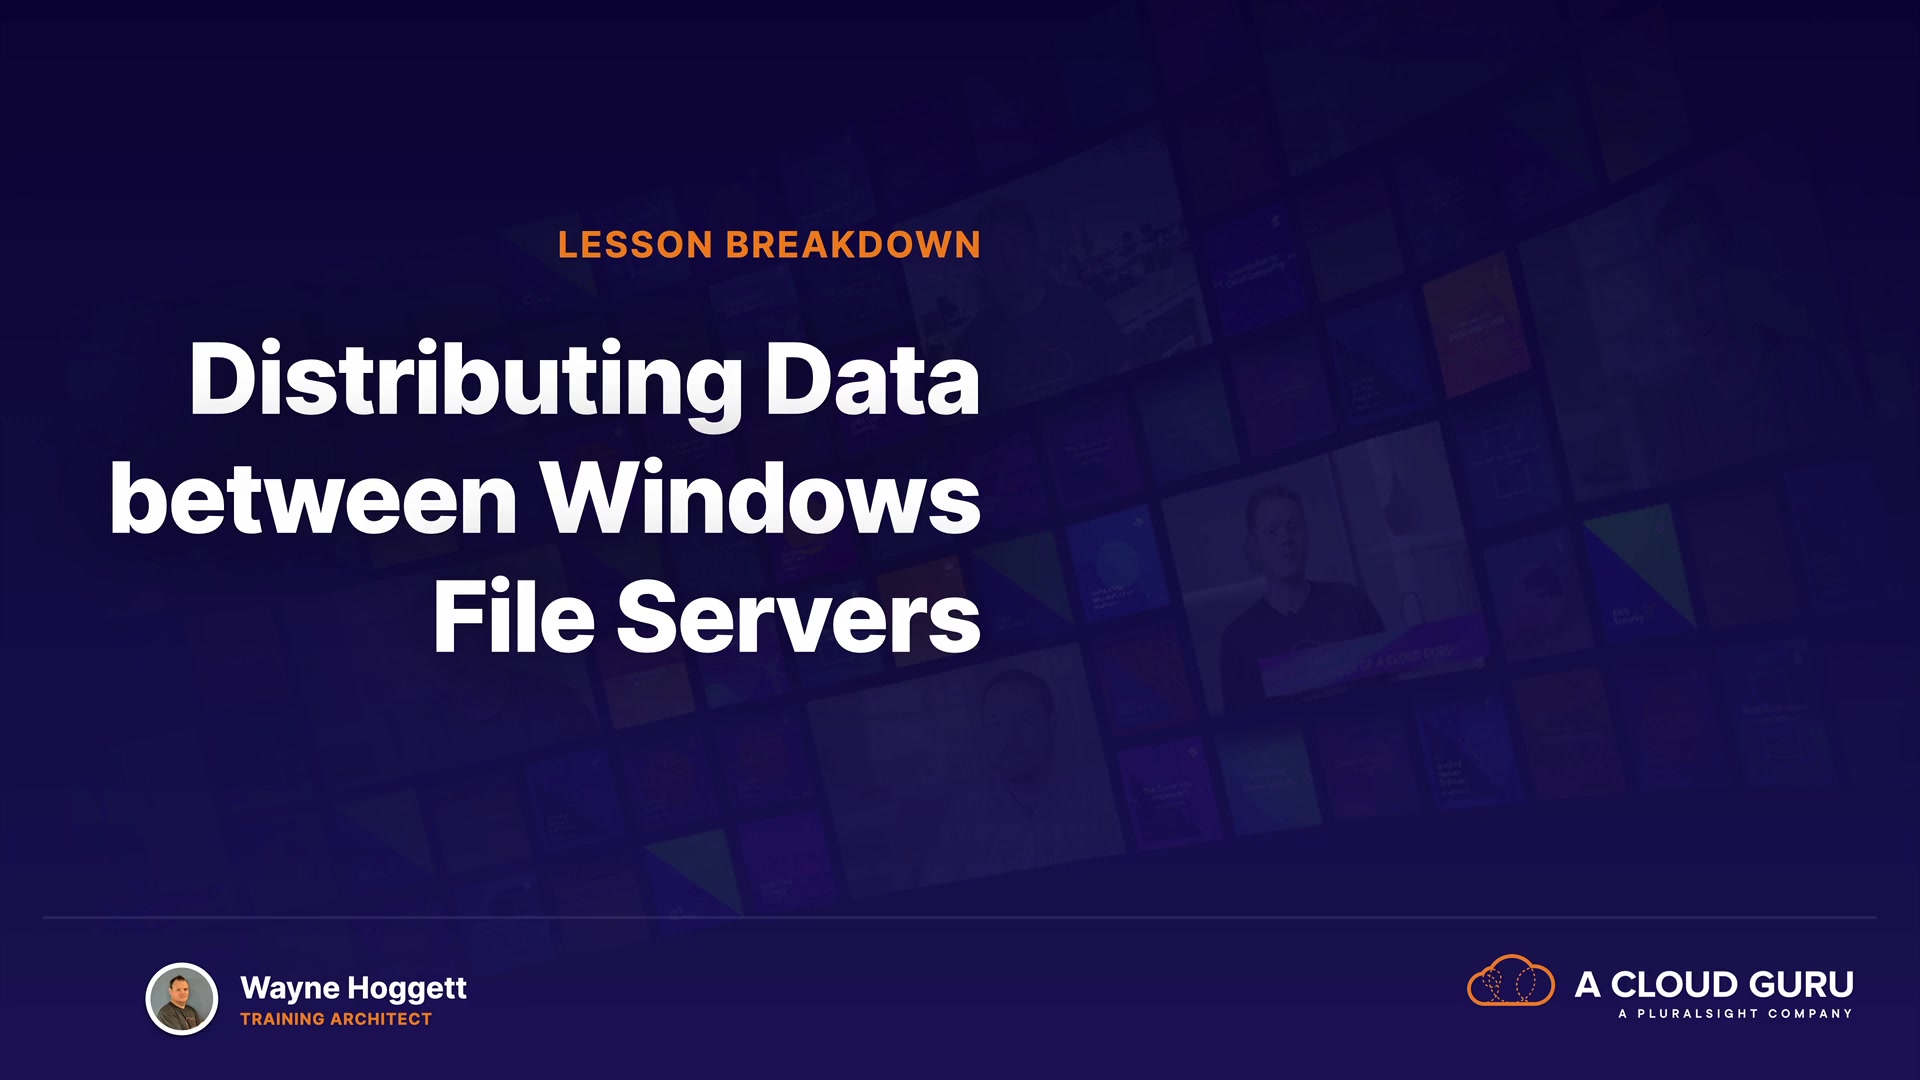 LESSON BREAKDOWN
Distributing Data
between Windows
File Servers
Wayne Hoggett
TRAINING ARCHITECT
A CLOUD GURU
A PLURALSIGHT COMPANY